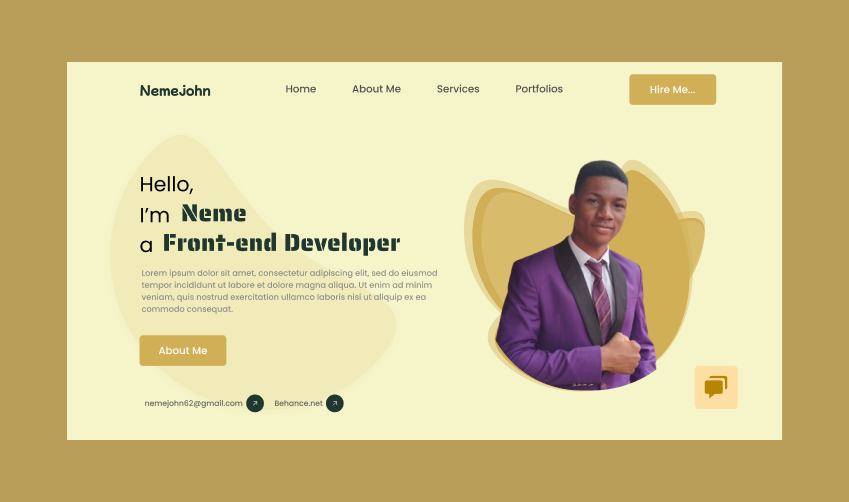 Nemejohn
Home
About Me
Services
Portfolios
Hire Me...
Hello,
I'm Neme
a Front-end Developer
Lorem ipsum dolor sit amet, consectetur adipiscing elit, sed do eiusmod
tempor incididunt ut labore et dolore magna aliqua. Ut enim ad minim
veniam, quis nostrud exercitation ullamco laboris nisi ut aliquip ex ea
commodo consequat.
About Me
nemejohn62@gmail.com
Behance.net